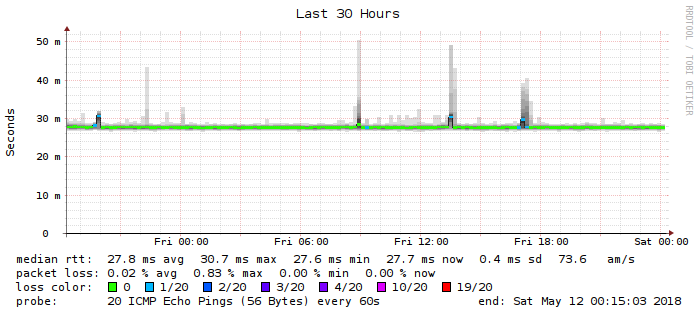 Last 30 Hours
RRDTOOL / TOBI OETIKER
Seconds
50 m
40 m
30 m
20 m
10 m
0
Fri 00:00 Fri 06:00 Fri 12:00 Fri 18:00 Sat 00:00
median rtt: 27.8 ms avg 30.7 ms max 27.6 ms min 27.7 ms now 0.4 ms sd 73.6 am/s
packet loss: 0.02 % avg 0.83 % max 0.00 % min 0.00 % now
loss color: 0 1/20 2/20 3/20 4/20 10/20 19/20
probe: 20 ICMP Echo Pings (56 Bytes) every 60s end: Sat May 12 00:15:03 2018